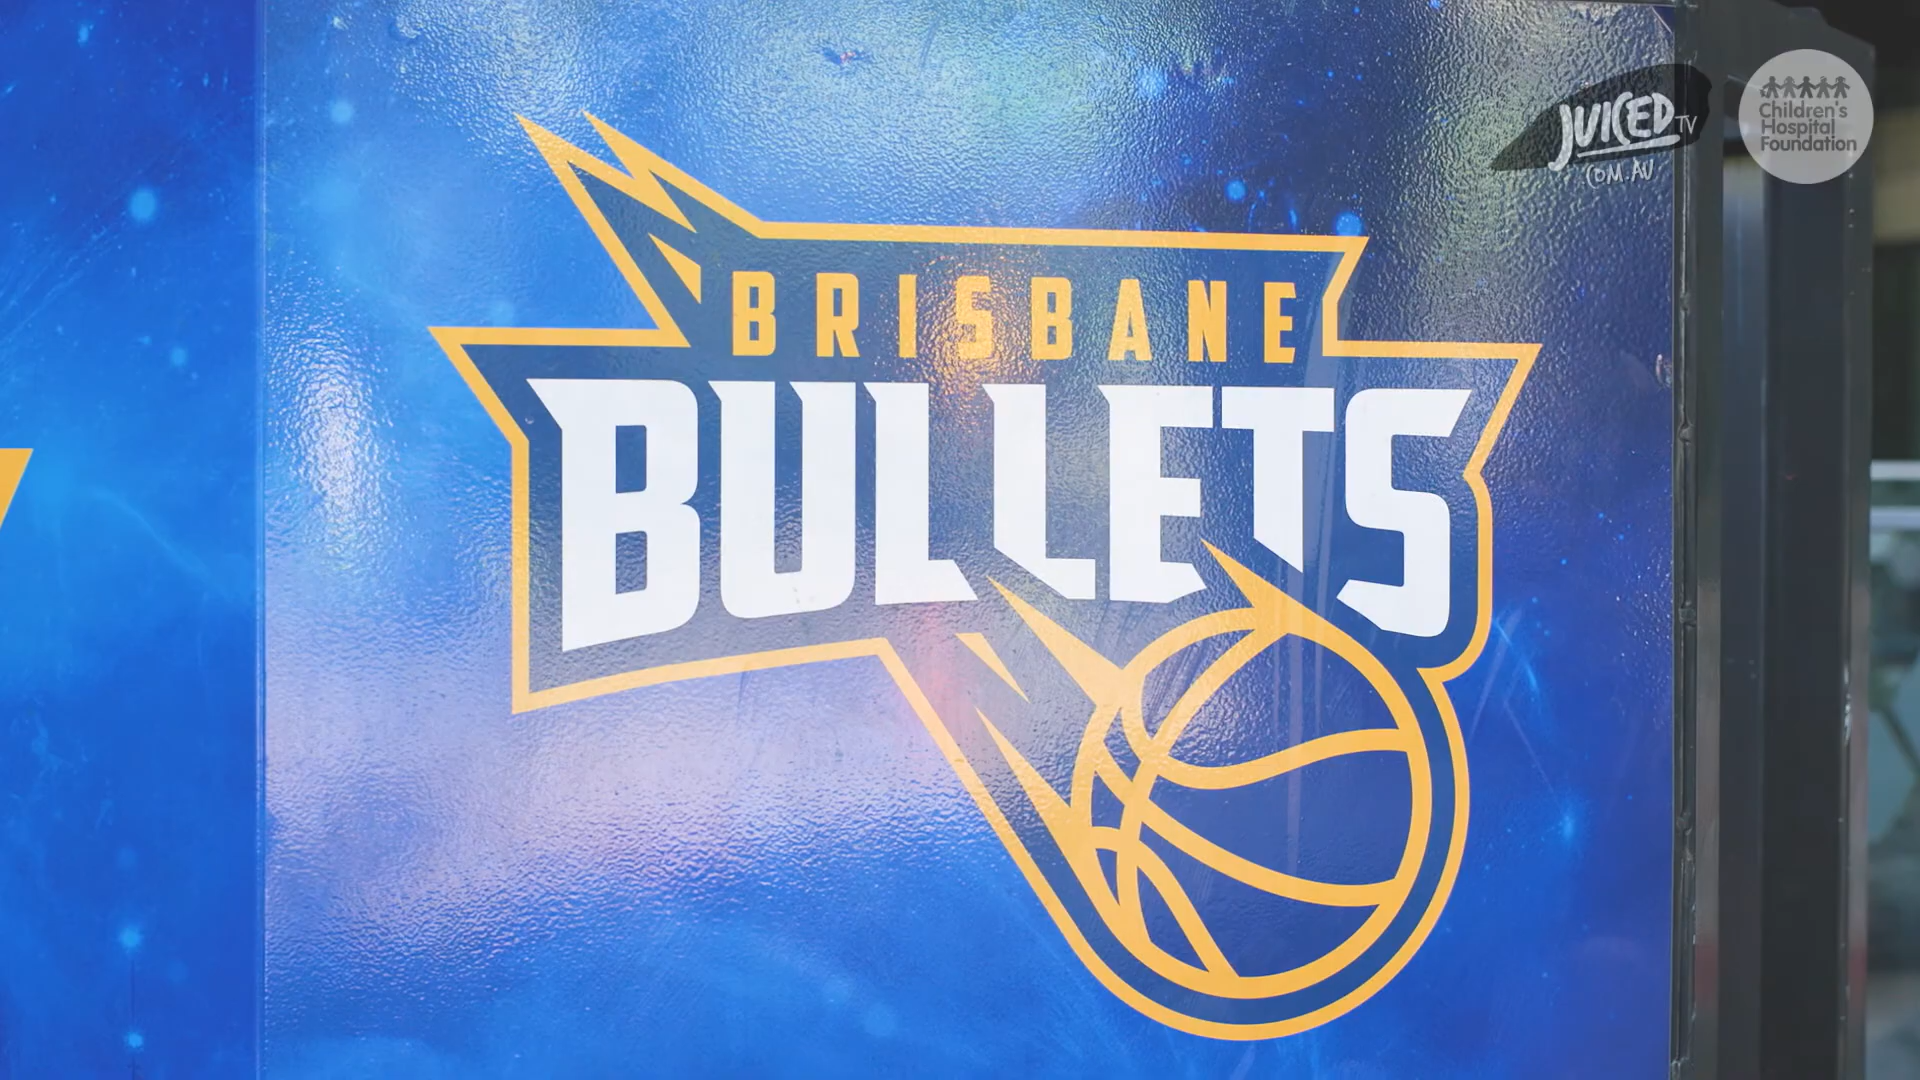 BRISBANE
BULLETS
JUICED TV
COM.AU
Children's
Hospital
Foundation